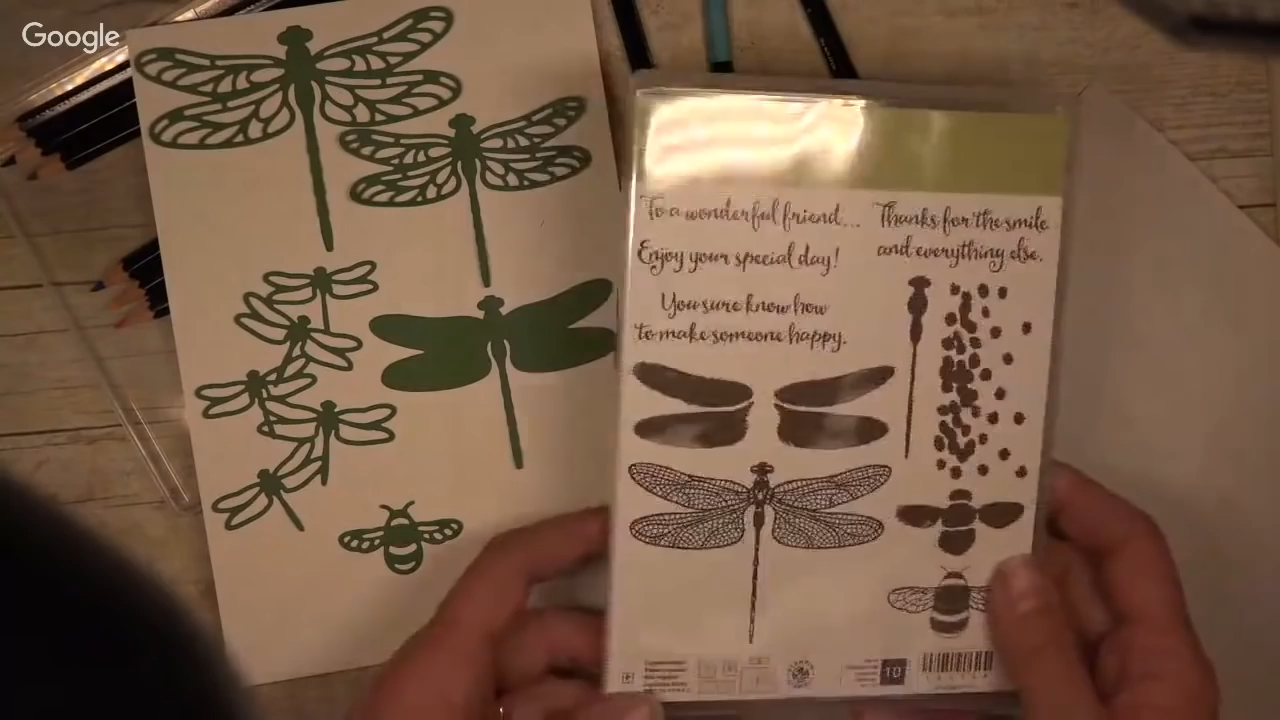 Google
To a wonderful friend...
Enjoy your special day!
You sure know how
to make someone happy.
Thanks for the smile
and everything else.
10